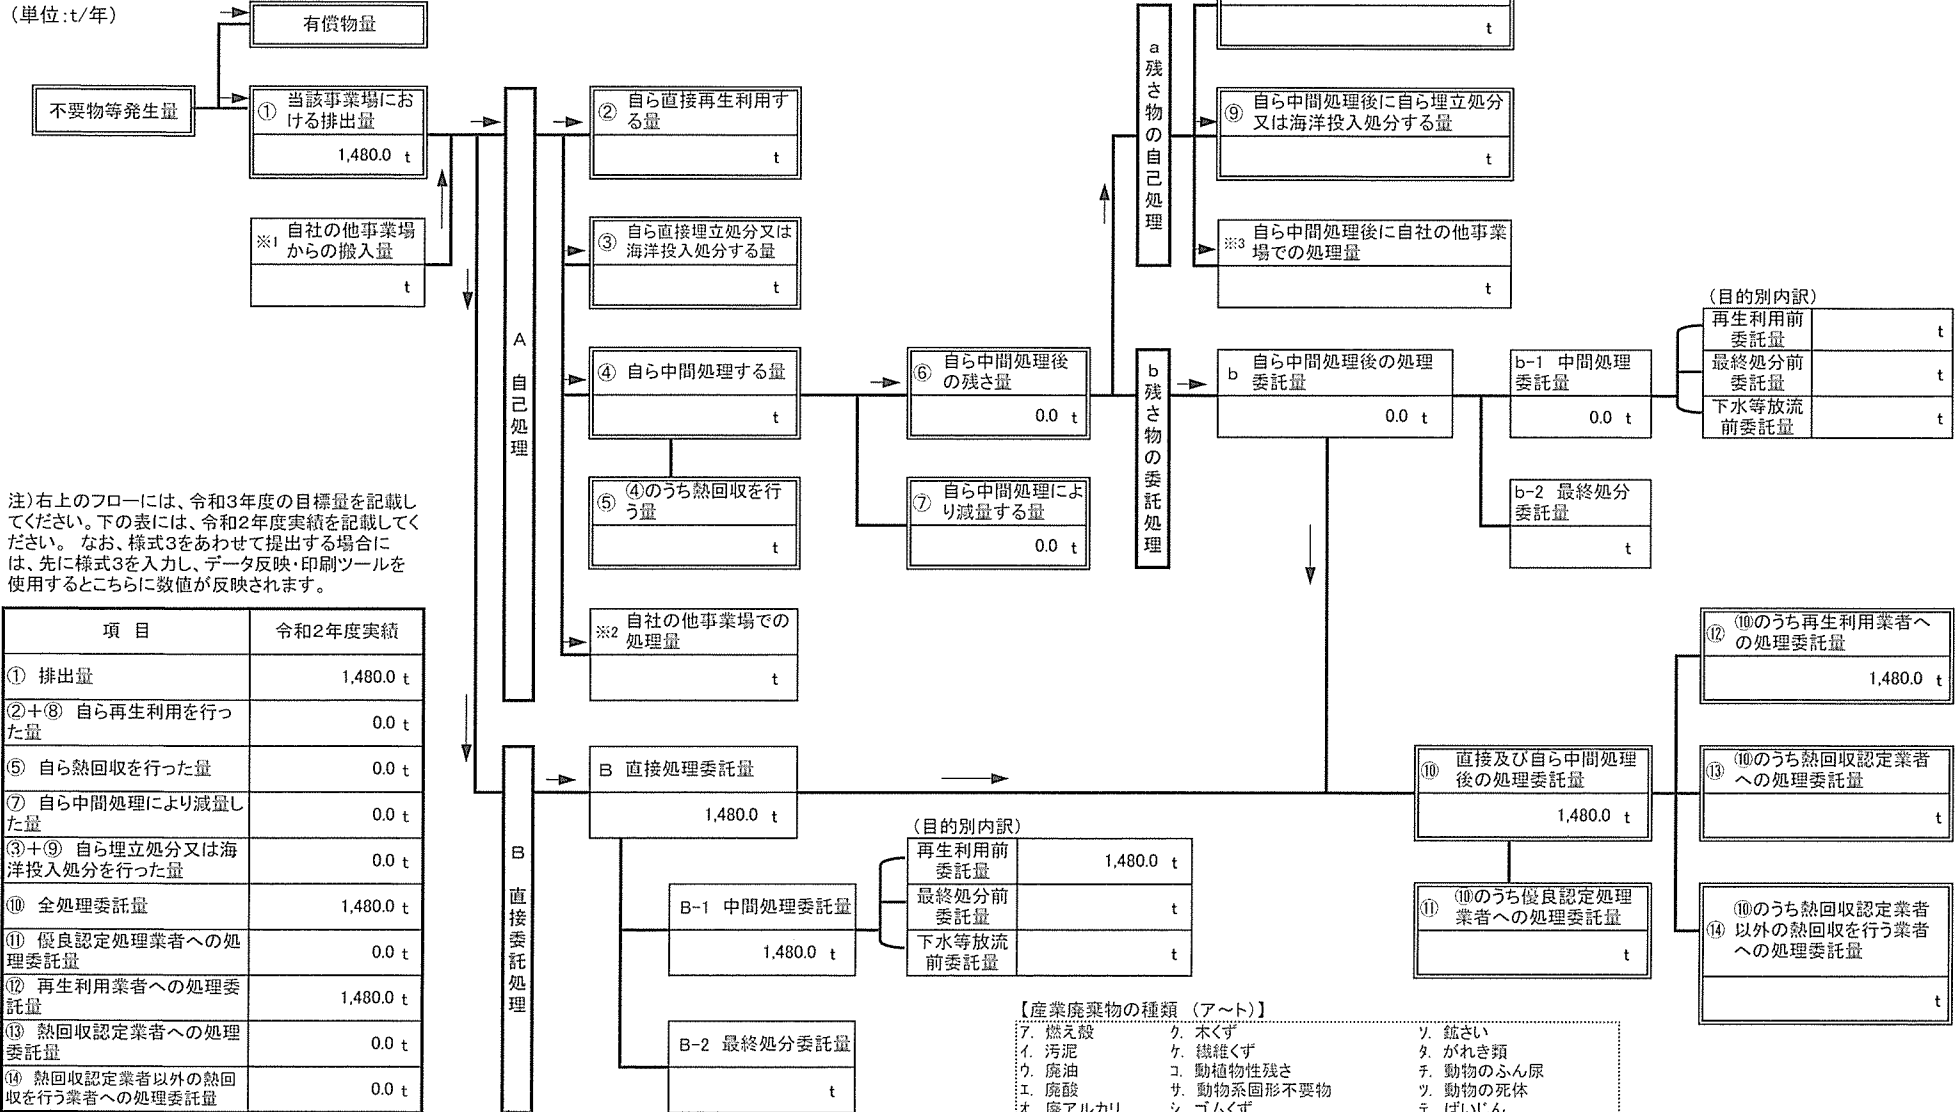 (単位:t/年)
有償物量
不要物等発生量
① 当該事業場にお
ける排出量
1,480.0 t
※1 自社の他事業場
からの搬入量
t
A 自己処理
② 自ら直接再生利用す
る量
t
③ 自ら直接埋立処分又は
海洋投入処分する量
t
④ 自ら中間処理する量
t
⑤ ④のうち熱回収を行
う量
t
※2 自社の他事業場での
処理量
t
⑥ 自ら中間処理後
の残さ量
0.0 t
⑦ 自ら中間処理によ
り減量する量
0.0 t
a 残さ物の自己処理
t
⑨ 自ら中間処理後に自ら埋立処分
又は海洋投入処分する量
t
※3 自ら中間処理後に自社の他事業
場での処理量
t
b 残さ物の委託処理
b 自ら中間処理後の処理
委託量
0.0 t
b-1 中間処理
委託量
0.0 t
(目的別内訳)
再生利用前
委託量 t
最終処分前
委託量 t
下水等放流
前委託量 t
b-2 最終処分
委託量
t
注)右上のフローには、令和3年度の目標量を記載し
てください。下の表には、令和2年度実績を記載してく
ださい。 なお、様式3をあわせて提出する場合に
は、先に様式3を入力し、データ反映・印刷ツールを
使用するとこちらに数値が反映されます。
項 目 令和2年度実績
① 排出量 1,480.0 t
②+⑧ 自ら再生利用を行っ
た量 0.0 t
⑤ 自ら熱回収を行った量 0.0 t
⑦ 自ら中間処理により減量し
た量 0.0 t
③+⑨ 自ら埋立処分又は海
洋投入処分を行った量 0.0 t
⑩ 全処理委託量 1,480.0 t
⑪ 優良認定処理業者への処
理委託量 0.0 t
⑫ 再生利用業者への処理委
託量 1,480.0 t
⑬ 熱回収認定業者への処理
委託量 0.0 t
⑭ 熱回収認定業者以外の熱回
収を行う業者への処理委託量 0.0 t
B 直接委託処理
B 直接処理委託量
1,480.0 t
B-1 中間処理委託量
1,480.0 t
(目的別内訳)
再生利用前
委託量 1,480.0 t
最終処分前
委託量 t
下水等放流
前委託量 t
B-2 最終処分委託量
t
⑩ 直接及び自ら中間処理
後の処理委託量
1,480.0 t
⑪ ⑩のうち優良認定処理
業者への処理委託量
t
⑫ ⑩のうち再生利用業者へ
の処理委託量
1,480.0 t
⑬ ⑩のうち熱回収認定業者
への処理委託量
t
⑭ ⑩のうち熱回収認定業者
以外の熱回収を行う業者
への処理委託量
t
【産業廃棄物の種類 (ア~ト)】
ア. 燃え殻 ク. 木くず ソ. 鉱さい
イ. 汚泥 ケ. 繊維くず タ. がれき類
ウ. 廃油 コ. 動植物性残さ チ. 動物のふん尿
エ. 廃酸 サ. 動物系固形不要物 ツ. 動物の死体
オ. 廃アルカリ シ. ゴムくず テ. ばいじん